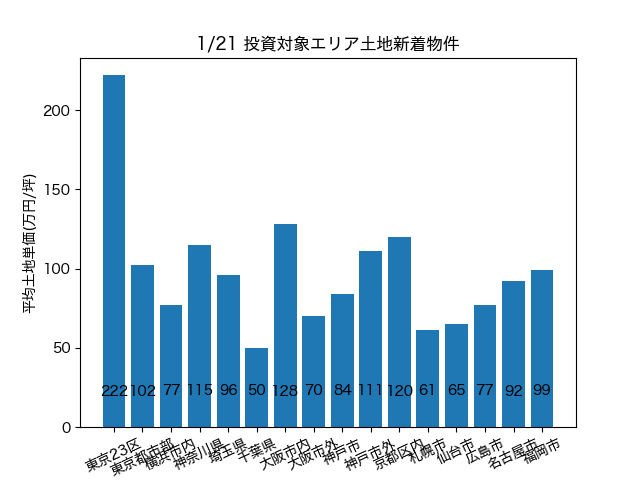 1/21 投資対象エリア土地新着物件
平均土地単価(万円/坪)
200
150
100
50
0
222 102 77 115 96 50 128 70 84 111 120 61 65 77 92 99
東京23区 東京都市部 横浜市内 神奈川県 埼玉県 千葉県 大阪市内 大阪市外 神戸市 神戸市外 京都区内 札幌市 仙台市 広島市 名古屋市 福岡市